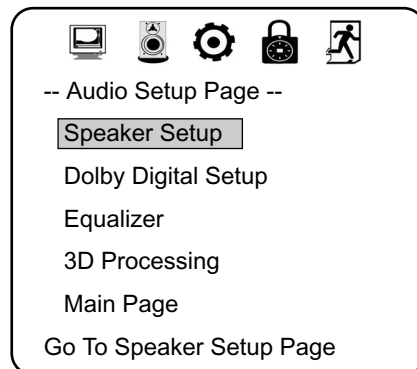 -- Audio Setup Page --
Speaker Setup
Dolby Digital Setup
Equalizer
3D Processing
Main Page
Go To Speaker Setup Page